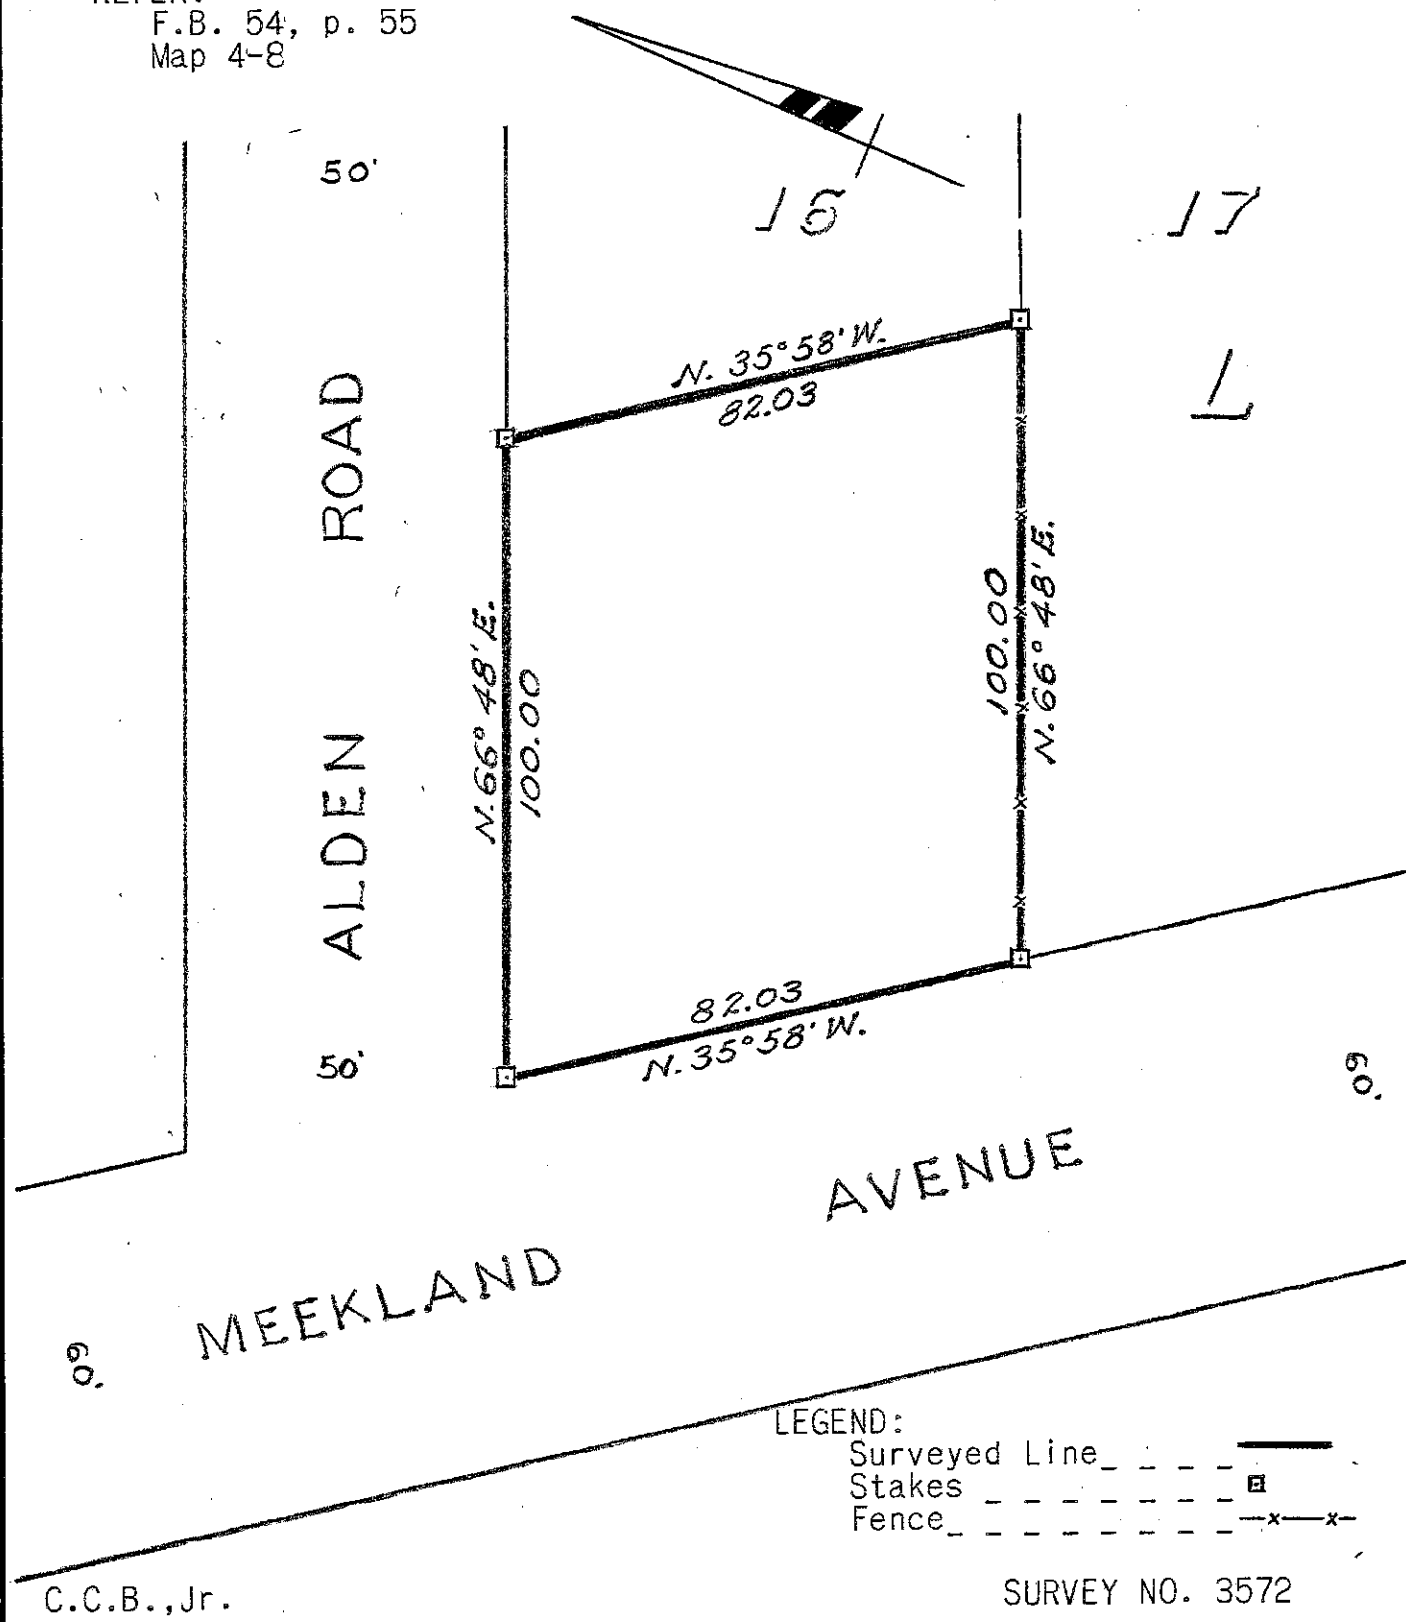 F.B. 54, p. 55
Map 4-8
50'
16
17
L
N. 35°58' W.
82.03
ALDEN ROAD
N. 66° 48' E.
100.00
100.00
N. 66° 48' E.
82.03
N. 35°58' W.
50'
60'
MEEKLAND AVENUE
60'
LEGEND:
Surveyed Line
Stakes
Fence
C.C.B.,Jr.
SURVEY NO. 3572